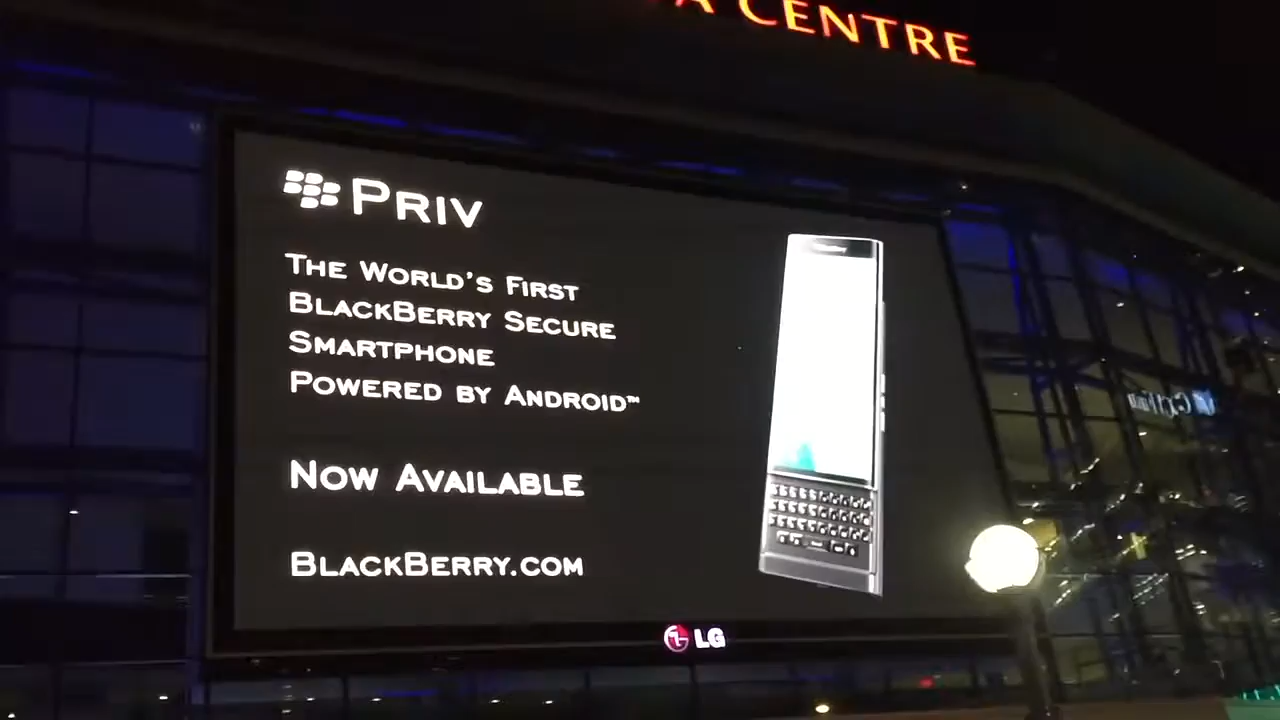 A CENTRE
PRIV
THE WORLD'S FIRST
BLACKBERRY SECURE
SMARTPHONE
POWERED BY ANDROID™
NOW AVAILABLE
BLACKBERRY.COM
LG